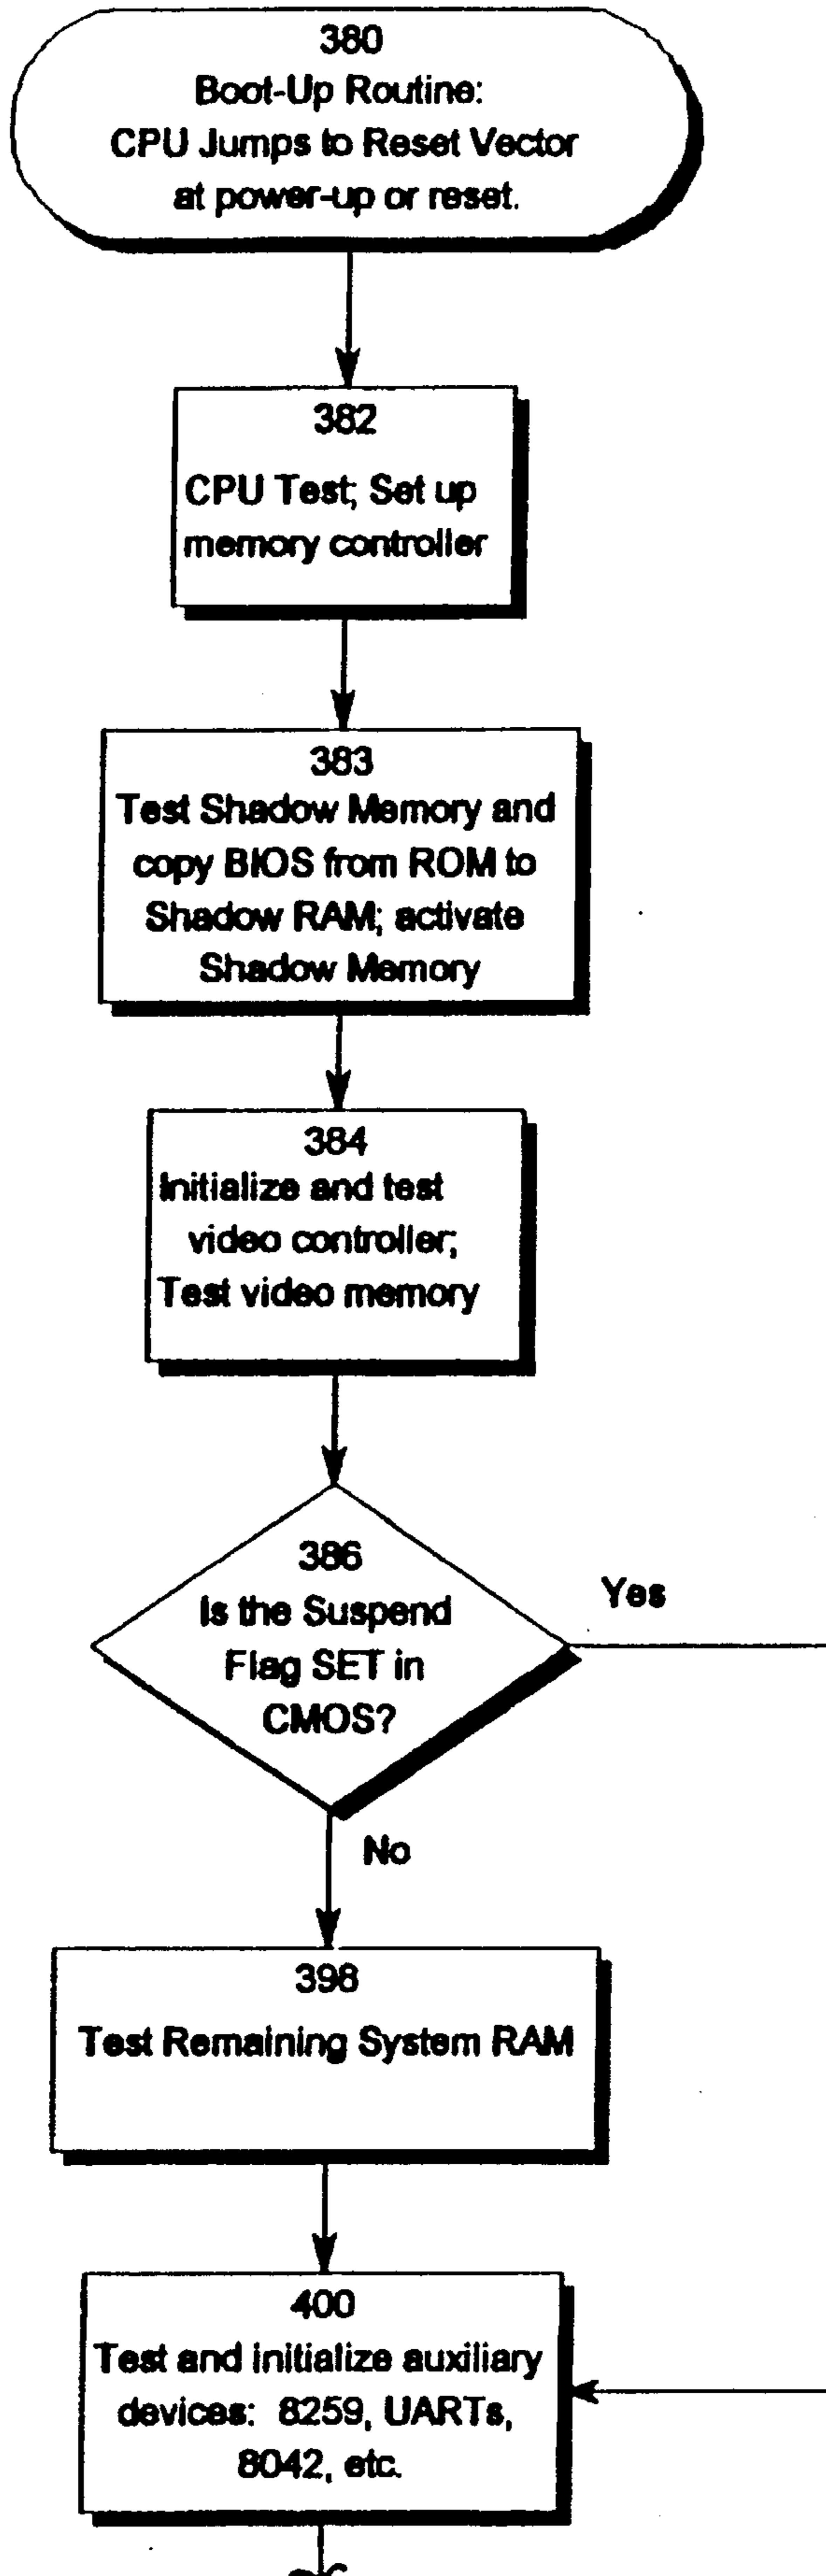 380
Boot-Up Routine:
CPU Jumps to Reset Vector
at power-up or reset.
382
CPU Test; Set up
memory controller
383
Test Shadow Memory and
copy BIOS from ROM to
Shadow RAM; activate
Shadow Memory
384
Initialize and test
video controller;
Test video memory
386
Is the Suspend
Flag SET in
CMOS?
Yes
No
398
Test Remaining System RAM
400
Test and initialize auxiliary
devices: 8259, UARTs,
8042, etc.